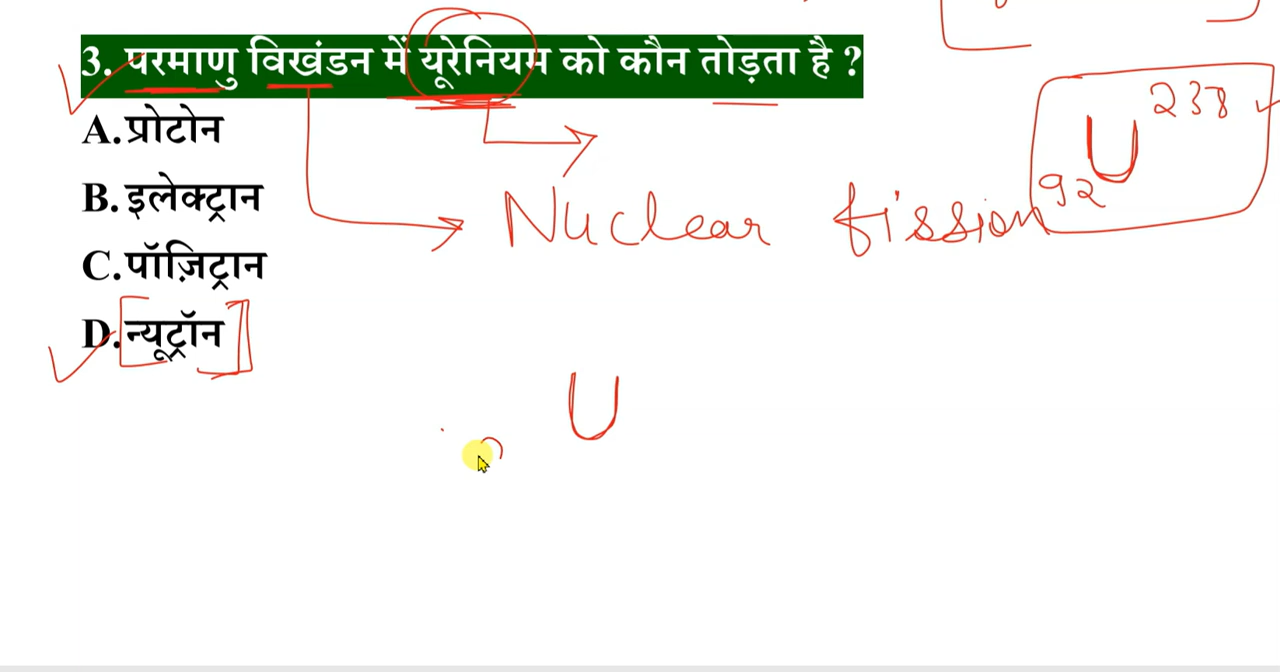 3. परमाणु विखंडन में यूरेनियम को कौन तोड़ता है ?
238
U
92
A.प्रोटोन
B. इलेक्ट्रान
Nuclear fission
C.पॉज़िट्रान
D.न्यूट्रॉन
U